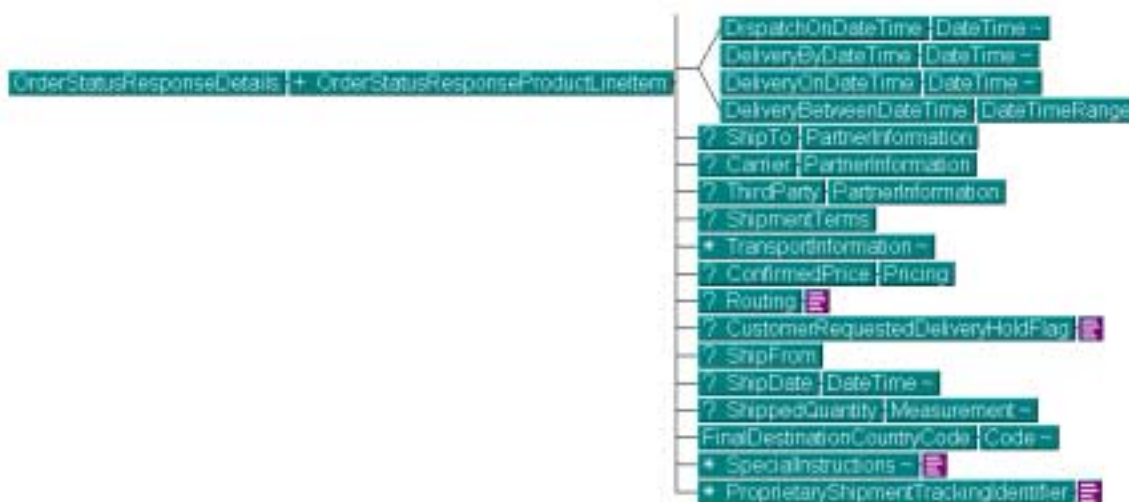 DispatchOnDateTime DateTime ~
DeliveryByDateTime DateTime ~
OrderStatusResponseDetails + OrderStatusResponseProductLineItem DeliveryOnDateTime DateTime ~
DeliveryBetweenDateTime DateTimeRange
? ShipTo PartnerInformation
? Carrier PartnerInformation
? ThirdParty PartnerInformation
? ShipmentTerms
* TransportInformation ~
? ConfirmedPrice Pricing
? Routing
? CustomerRequestedDeliveryHoldFlag
? ShipFrom
? ShipDate DateTime ~
? ShippedQuantity Measurement ~
FinalDestinationCountryCode Code ~
* SpecialInstructions ~
* ProprietaryShipmentTrackingIdentifier